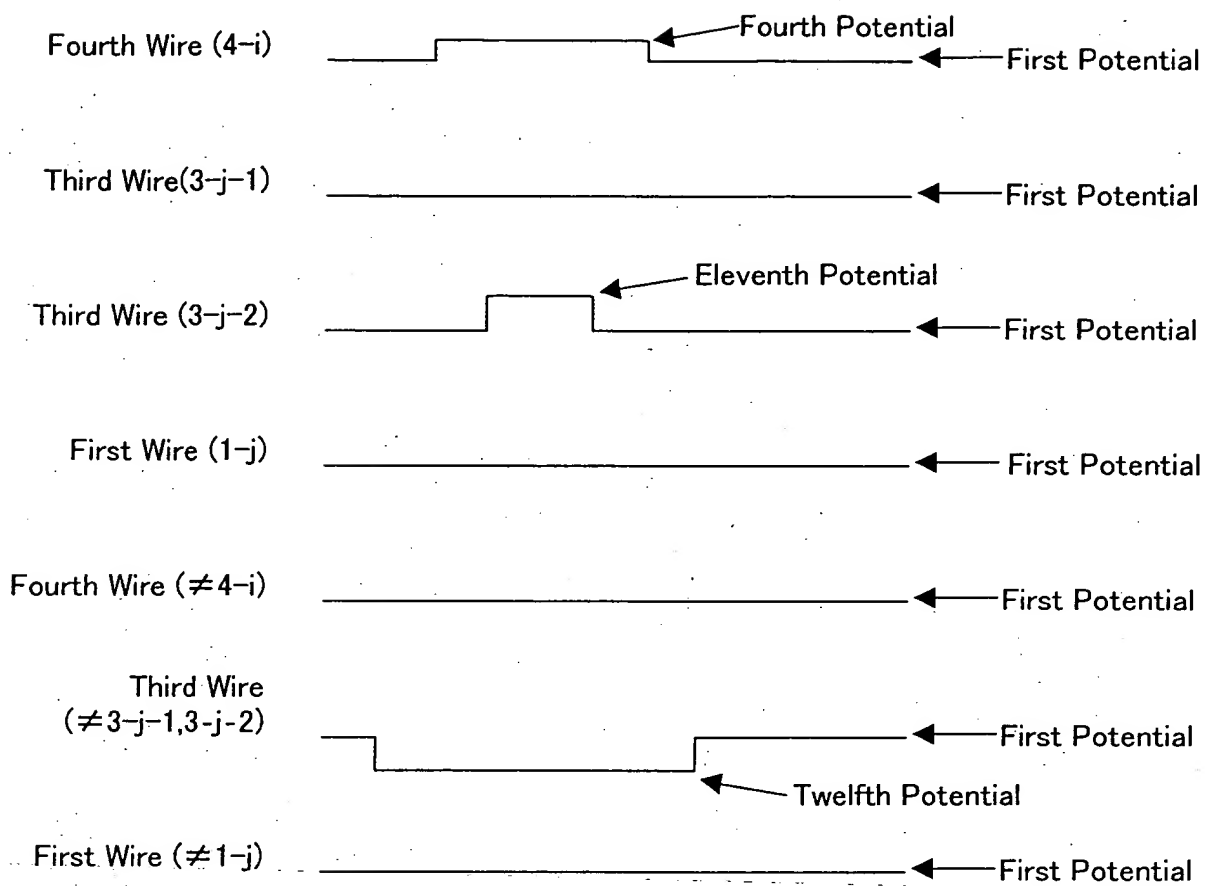 Fourth Wire (4-i)
Fourth Potential
First Potential
Third Wire(3-j-1)
First Potential
Eleventh Potential
Third Wire (3-j-2)
First Potential
First Wire (1-j)
First Potential
Fourth Wire (≠4-i)
First Potential
Third Wire
(≠3-j-1,3-j-2)
First Potential
Twelfth Potential
First Wire (≠1-j)
First Potential